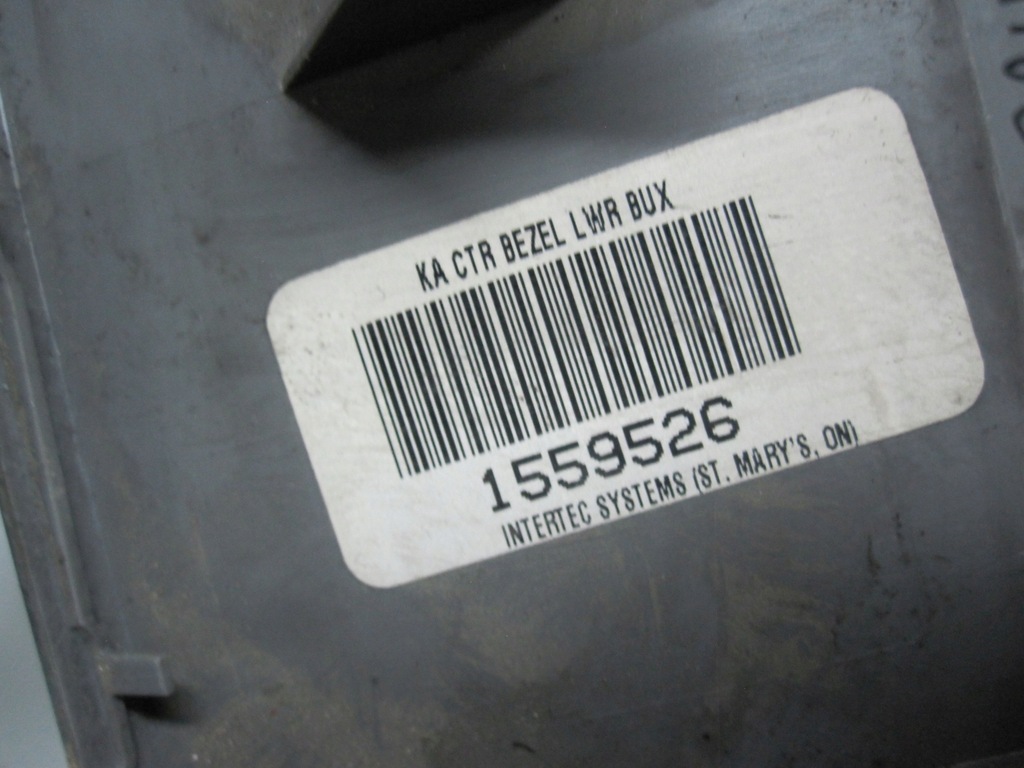 KA CTR BEZEL LWR BUX
1559526
INTERTEC SYSTEMS (ST. MARY'S, ON)